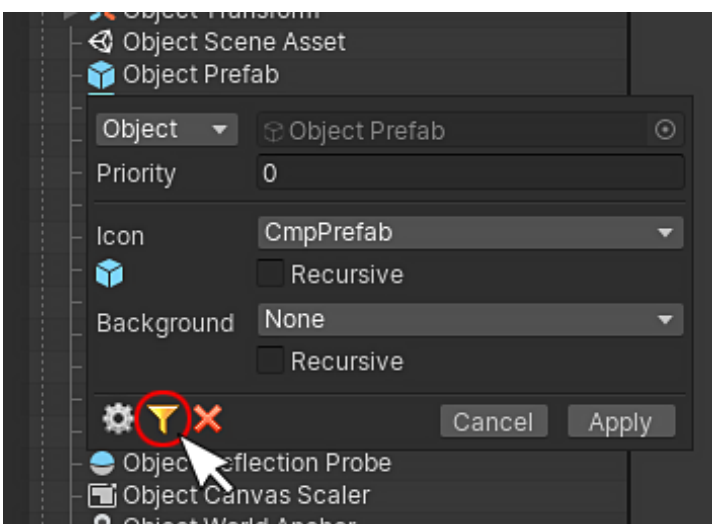 Object Transform
Object Scene Asset
Object Prefab
Object Object Prefab
Priority 0
Icon CmpPrefab
Recursive
Background None
Recursive
Cancel Apply
Object Reflection Probe
Object Canvas Scaler
Object World Anchor